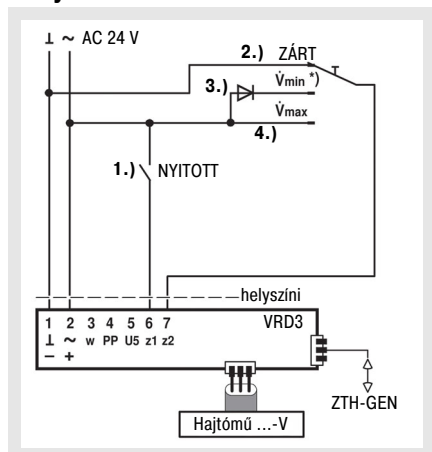 ⊥ ~ AC 24 V
2.) ZÁRT
3.) V̇min *)
V̇max
4.)
1.) NYITOTT
helyszíni
1 2 3 4 5 6 7 VRD3
⊥ ~ w PP U5 z1 z2
− +
ZTH-GEN
Hajtómű ...-V